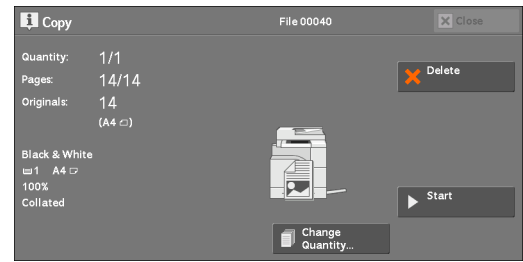 Copy
File 00040
Close
Quantity: 1/1
Pages: 14/14
Originals: 14
(A4)
Black & White
1 A4
100%
Collated
Delete
Start
Change
Quantity...